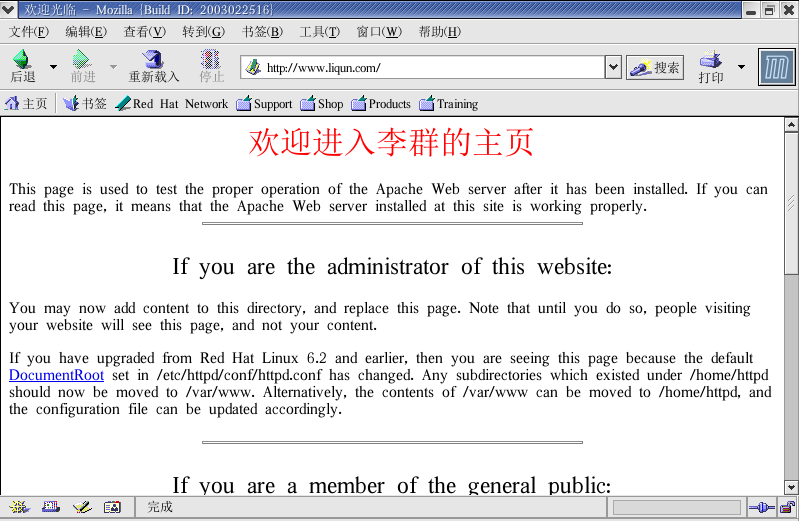 欢迎光临 - Mozilla {Build ID: 2003022516}
文件(F) 编辑(E) 查看(V) 转到(G) 书签(B) 工具(T) 窗口(W) 帮助(H)
后退 前进 重新载入 停止 http://www.liqun.com/ 搜索 打印
主页 书签 Red Hat Network Support Shop Products Training
欢迎进入李群的主页
This page is used to test the proper operation of the Apache Web server after it has been installed. If you can
read this page, it means that the Apache Web server installed at this site is working properly.
If you are the administrator of this website:
You may now add content to this directory, and replace this page. Note that until you do so, people visiting
your website will see this page, and not your content.
If you have upgraded from Red Hat Linux 6.2 and earlier, then you are seeing this page because the default
DocumentRoot set in /etc/httpd/conf/httpd.conf has changed. Any subdirectories which existed under /home/httpd
should now be moved to /var/www. Alternatively, the contents of /var/www can be moved to /home/httpd, and
the configuration file can be updated accordingly.
If you are a member of the general public:
完成